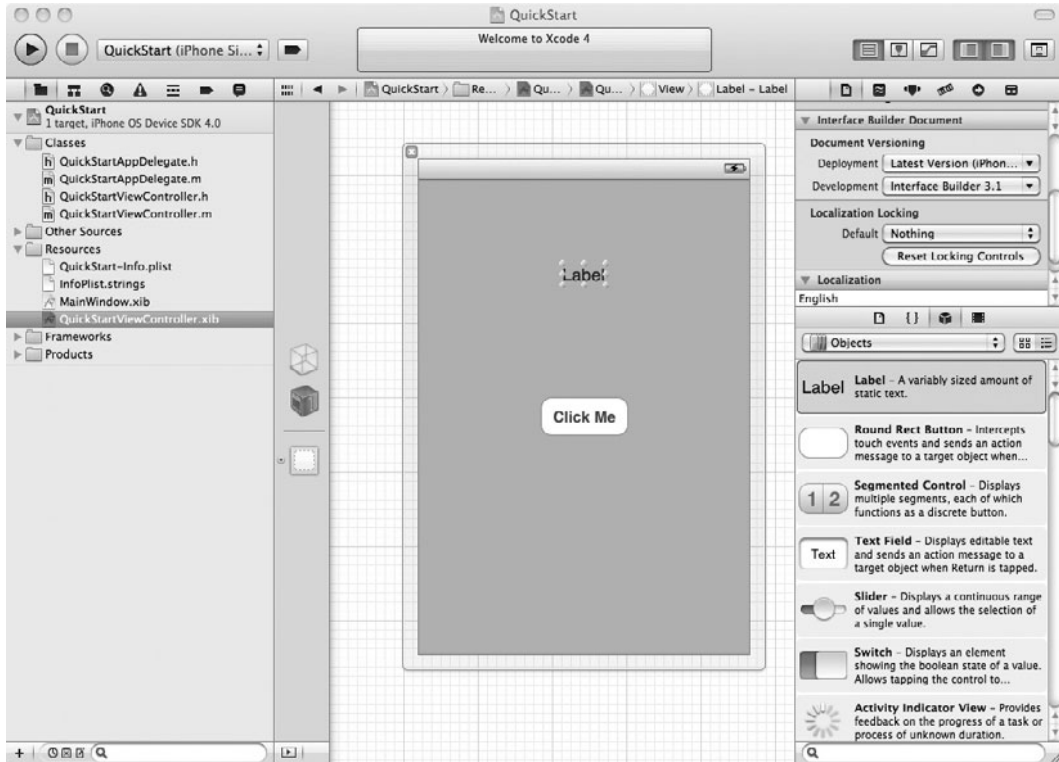 QuickStart
QuickStart (iPhone Si...
Welcome to Xcode 4
QuickStart
1 target, iPhone OS Device SDK 4.0
Classes
QuickStartAppDelegate.h
QuickStartAppDelegate.m
QuickStartViewController.h
QuickStartViewController.m
Other Sources
Resources
QuickStart-Info.plist
InfoPlist.strings
MainWindow.xib
QuickStartViewController.xib
Frameworks
Products
QuickStart
Re...
Qu...
Qu...
View
Label - Label
Label
Click Me
Interface Builder Document
Document Versioning
Deployment Latest Version (iPhon...
Development Interface Builder 3.1
Localization Locking
Default Nothing
Reset Locking Controls
Localization
English
Objects
Label
Label - A variably sized amount of
static text.
Round Rect Button - Intercepts
touch events and sends an action
message to a target object when...
1 2
Segmented Control - Displays
multiple segments, each of which
functions as a discrete button.
Text
Text Field - Displays editable text
and sends an action message to a
target object when Return is tapped.
Slider - Displays a continuous range
of values and allows the selection of
a single value.
Switch - Displays an element
showing the boolean state of a value.
Allows tapping the control to...
Activity Indicator View - Provides
feedback on the progress of a task or
process of unknown duration.